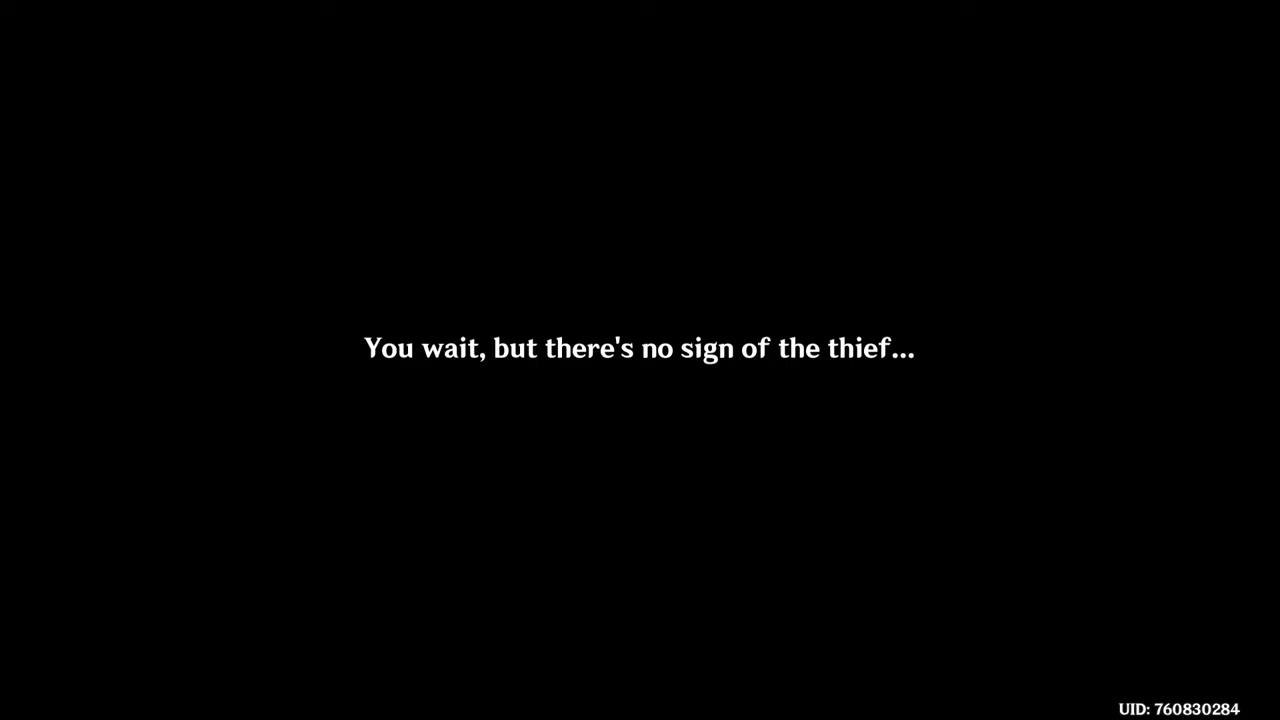 You wait, but there's no sign of the thief...
UID: 760830284